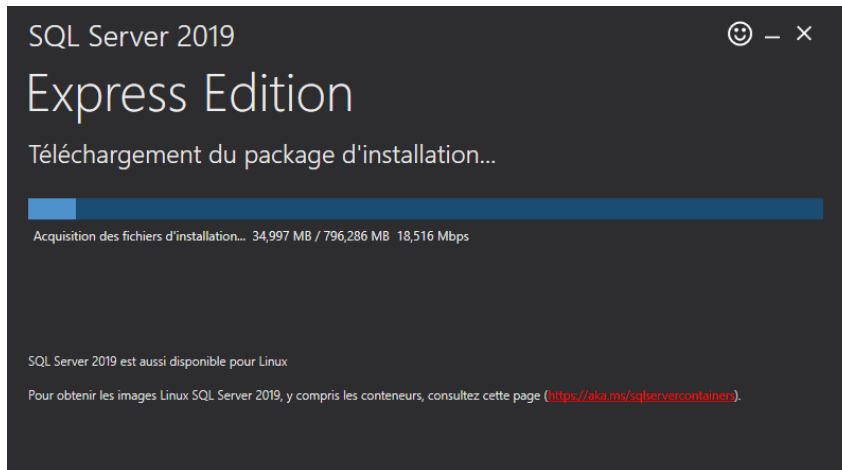 SQL Server 2019
Express Edition
Téléchargement du package d'installation...
Acquisition des fichiers d'installation... 34,997 MB / 796,286 MB 18,516 Mbps
SQL Server 2019 est aussi disponible pour Linux
Pour obtenir les images Linux SQL Server 2019, y compris les conteneurs, consultez cette page (https://aka.ms/sqlservercontainers).